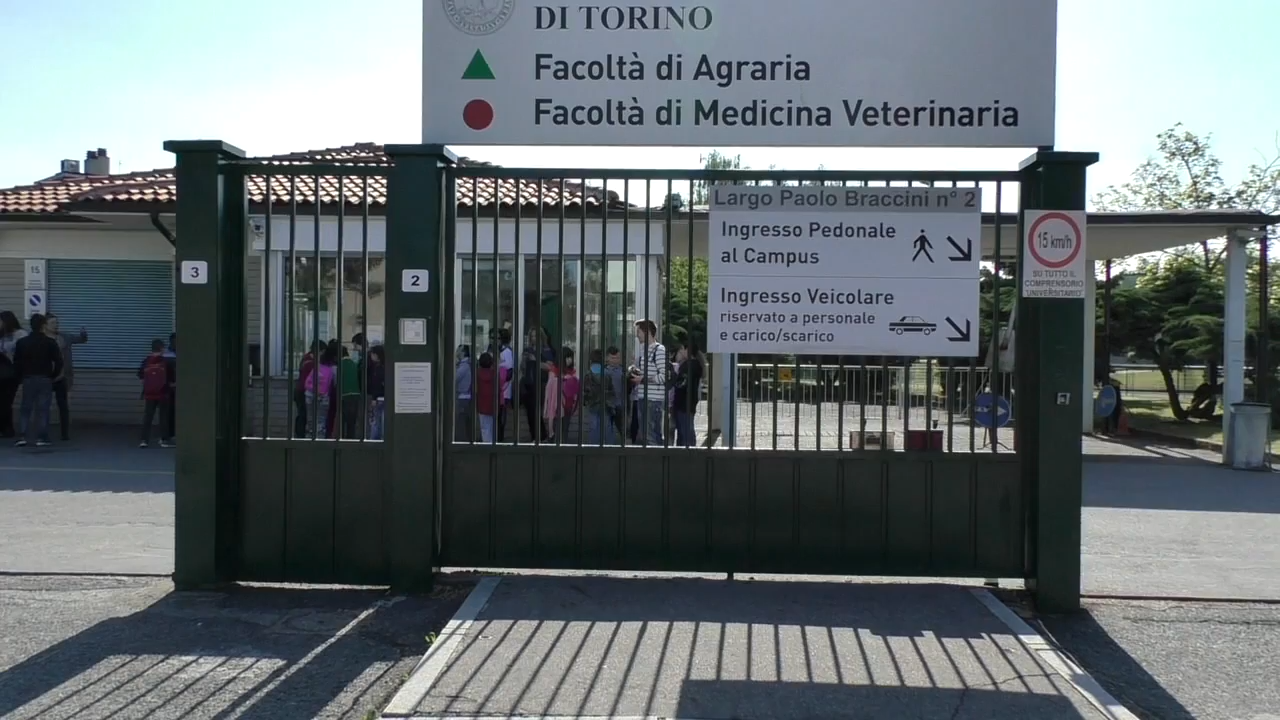 DI TORINO
Facoltà di Agraria
Facoltà di Medicina Veterinaria
Largo Paolo Braccini n° 2
Ingresso Pedonale
al Campus
Ingresso Veicolare
riservato a personale
e carico/scarico
15 km/h
SU TUTTO IL
COMPRENSORIO
UNIVERSITARIO
3
2
15